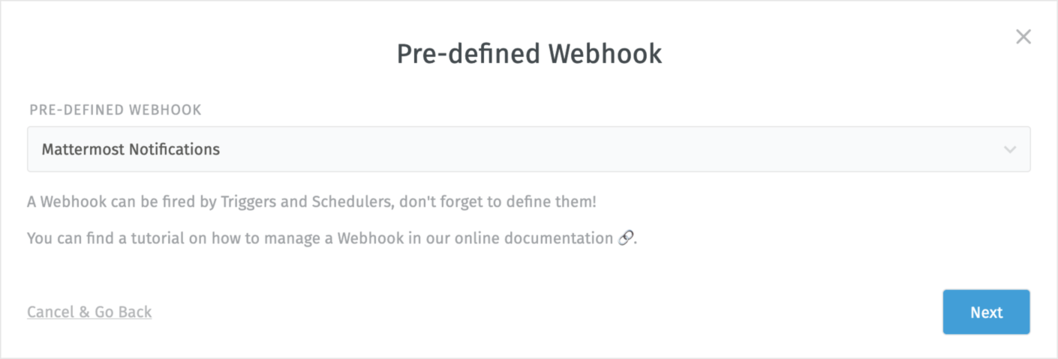 Pre-defined Webhook
PRE-DEFINED WEBHOOK
Mattermost Notifications
A Webhook can be fired by Triggers and Schedulers, don't forget to define them!
You can find a tutorial on how to manage a Webhook in our online documentation 🔗.
Cancel & Go Back
Next